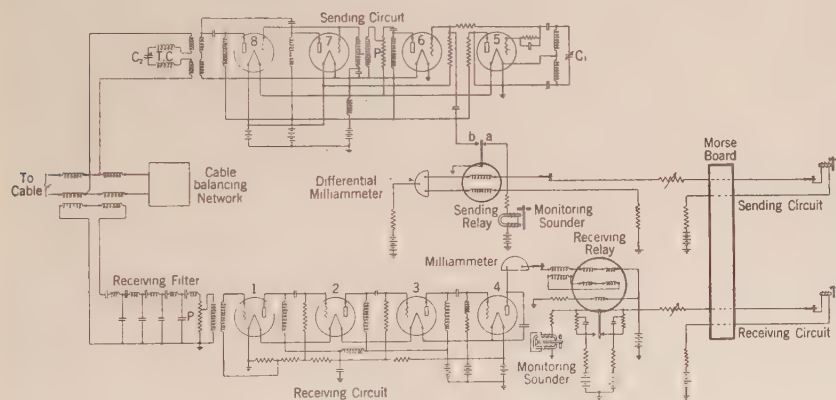 Sending Circuit
8
7
P
6
5
C₂
T.C
C₁
b a
To
Cable
Cable
balancing
Network
Differential
Milliammeter
Sending
Relay
Monitoring
Sounder
Morse
Board
Sending Circuit
Milliammeter
Receiving
Relay
Receiving Filter
P
1
2
3
4
Monitoring
Sounder
Receiving Circuit
Receiving Circuit